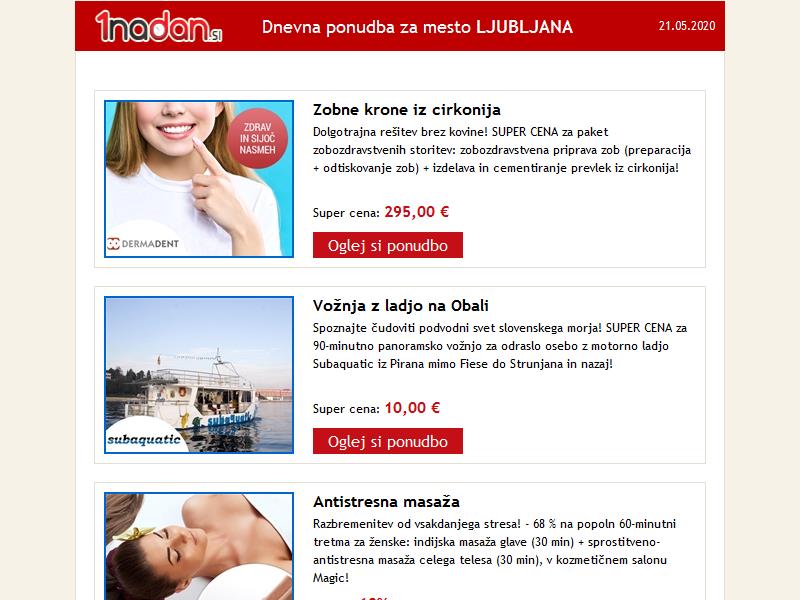 1nadan.si
Dnevna ponudba za mesto LJUBLJANA
21.05.2020
ZDRAV
IN SIJOČ
NASMEH
DERMADENT
Zobne krone iz cirkonija
Dolgotrajna rešitev brez kovine! SUPER CENA za paket
zobozdravstvenih storitev: zobozdravstvena priprava zob (preparacija
+ odtiskovanje zob) + izdelava in cementiranje prevlek iz cirkonija!
Super cena: 295,00 €
Oglej si ponudbo
subaquatic
subaquatic
Vožnja z ladjo na Obali
Spoznajte čudoviti podvodni svet slovenskega morja! SUPER CENA za
90-minutno panoramsko vožnjo za odraslo osebo z motorno ladjo
Subaquatic iz Pirana mimo Fiese do Strunjana in nazaj!
Super cena: 10,00 €
Oglej si ponudbo
Antistresna masaža
Razbremenitev od vsakdanjega stresa! - 68 % na popoln 60-minutni
tretma za ženske: indijska masaža glave (30 min) + sprostitveno-
antistresna masaža celega telesa (30 min), v kozmetičnem salonu
Magic!